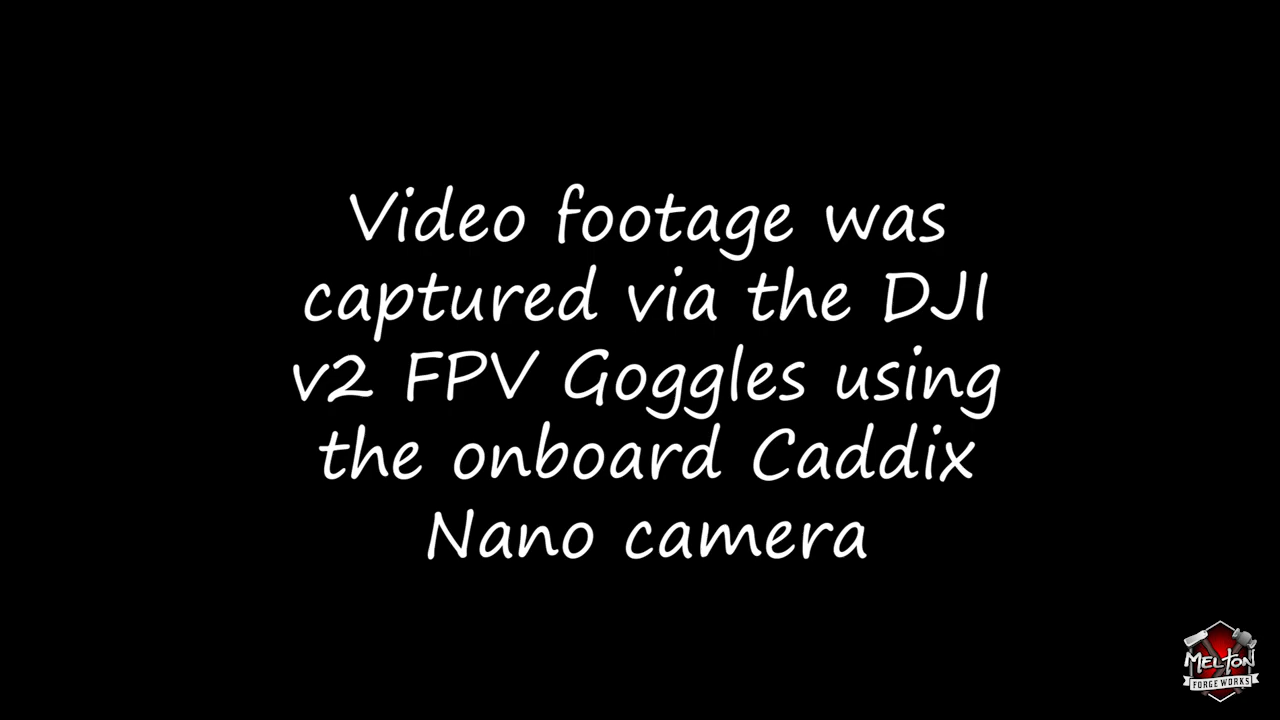 Video footage was
captured via the DJI
v2 FPV Goggles using
the onboard Caddix
Nano camera
MELTON
FORGE WORKS